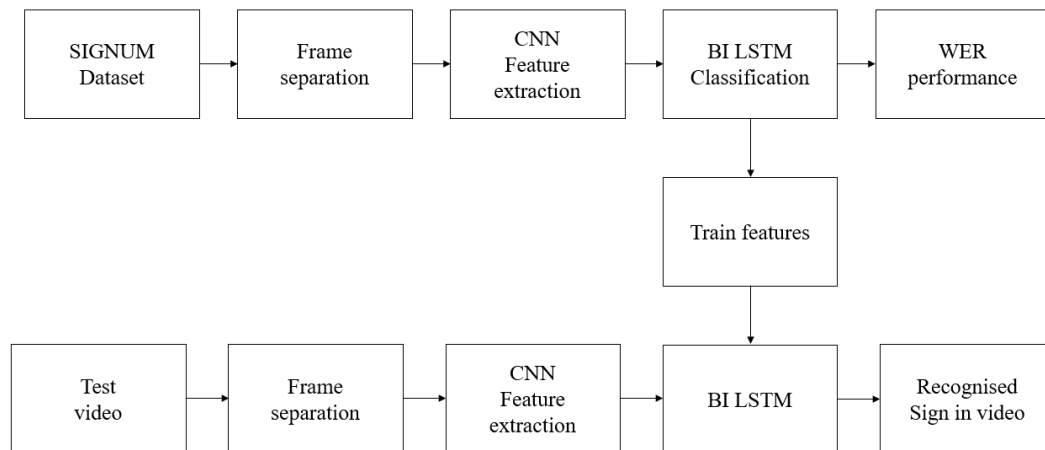 SIGNUM
Dataset
Frame
separation
CNN
Feature
extraction
BI LSTM
Classification
WER
performance
Train features
Test
video
Frame
separation
CNN
Feature
extraction
BI LSTM
Recognised
Sign in video